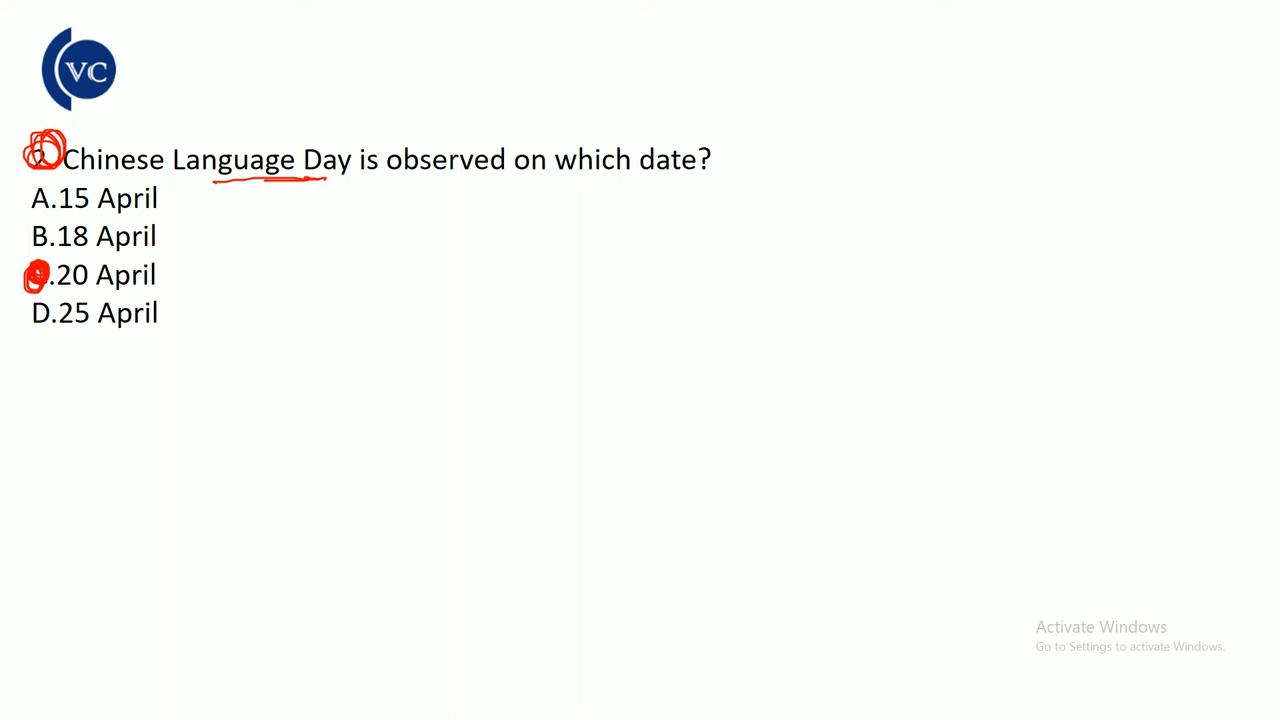 VC
2. Chinese Language Day is observed on which date?
A.15 April
B.18 April
.20 April
D.25 April
Activate Windows
Go to Settings to activate Windows.